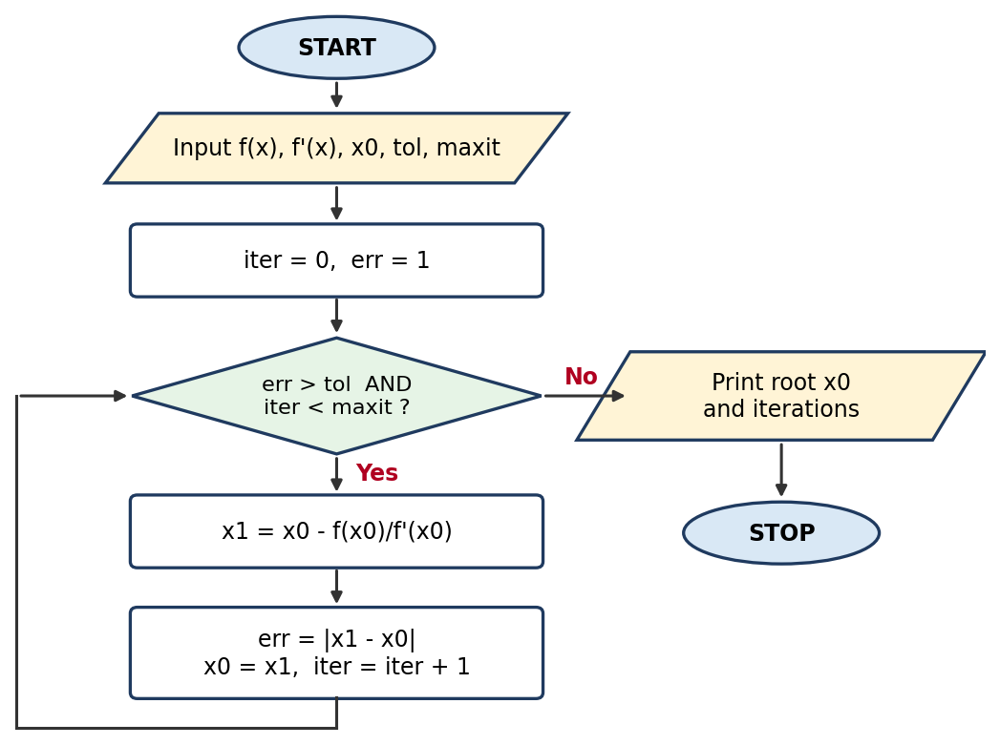 START
Input f(x), f'(x), x0, tol, maxit
iter = 0,  err = 1
err > tol  AND
iter < maxit ?
No
Print root x0
and iterations
Yes
x1 = x0 - f(x0)/f'(x0)
STOP
err = |x1 - x0|
x0 = x1,  iter = iter + 1